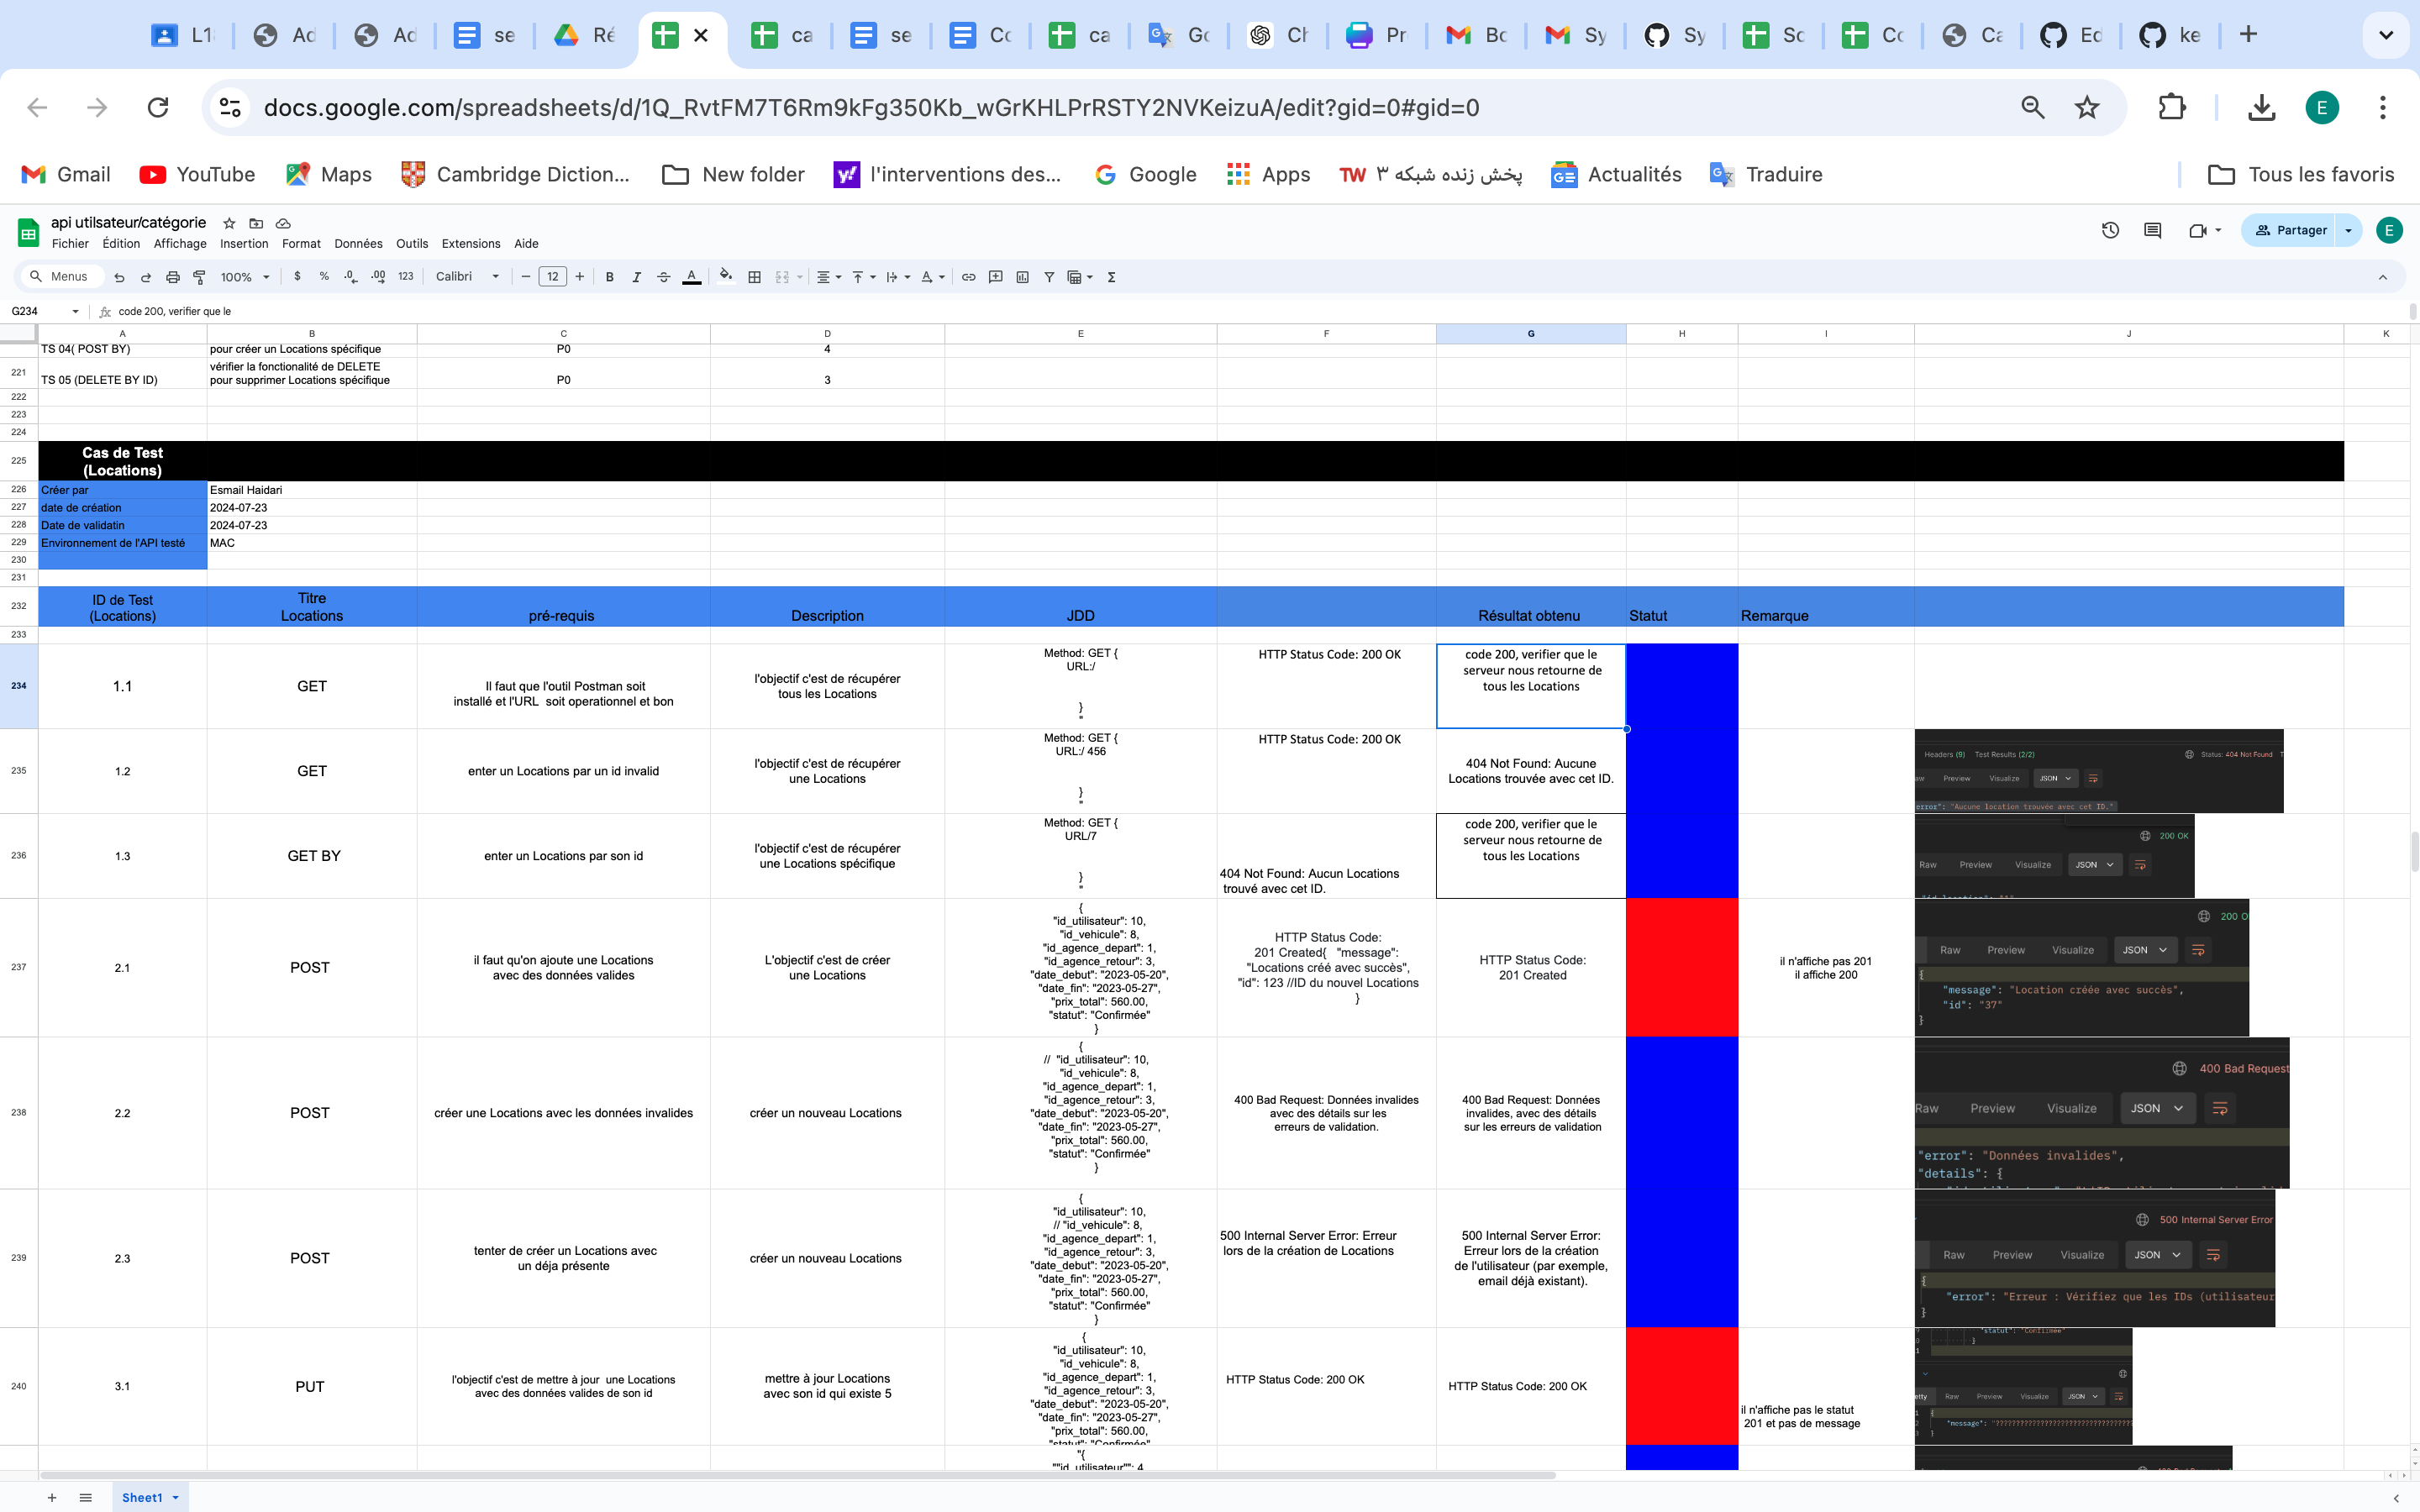 L1
Ad
Ad
se
Ré
ca
se
Co
ca
Go
Ch
Pr
Bc
Sy
Sy
Sc
Cc
Ca
Ed
ke
docs.google.com/spreadsheets/d/1Q_RvtFM7T6Rm9kFg350Kb_wGrKHLPrRSTY2NVKeizuA/edit?gid=0#gid=0
E
Gmail YouTube Maps Cambridge Diction... New folder l'interventions des... Google Apps پخش زنده شبکه ۳ Actualités Traduire Tous les favoris
api utilsateur/catégorie
Fichier Édition Affichage Insertion Format Données Outils Extensions Aide
Partager
E
Menus 100% $ % .0 .00 123 Calibri 12 B I A Σ
G234 fx code 200, verifier que le
A B C D E F G H I J K
TS 04( POST BY) pour créer un Locations spécifique P0 4
221 TS 05 (DELETE BY ID) vérifier la fonctionalité de DELETE
pour supprimer Locations spécifique P0 3
222
223
224
225 Cas de Test
(Locations)
226 Créer par Esmail Haidari
227 date de création 2024-07-23
228 Date de validatin 2024-07-23
229 Environnement de l'API testé MAC
230
231
232 ID de Test
(Locations)
Titre
Locations
pré-requis
Description
JDD
Résultat obtenu
Statut
Remarque
233
234
1.1
GET
Il faut que l'outil Postman soit
installé et l'URL soit operationnel et bon
l'objectif c'est de récupérer
tous les Locations
Method: GET {
URL:/
}
"
HTTP Status Code: 200 OK
code 200, verifier que le
serveur nous retourne de
tous les Locations
235
1.2
GET
enter un Locations par un id invalid
l'objectif c'est de récupérer
une Locations
Method: GET {
URL:/ 456
}
"
HTTP Status Code: 200 OK
404 Not Found: Aucune
Locations trouvée avec cet ID.
Headers (9) Test Results (2/2) Status: 404 Not Found T
Preview Visualize JSON
error": "Aucune location trouvée avec cet ID."
236
1.3
GET BY
enter un Locations par son id
l'objectif c'est de récupérer
une Locations spécifique
Method: GET {
URL/7
}
"
404 Not Found: Aucun Locations
trouvé avec cet ID.
code 200, verifier que le
serveur nous retourne de
tous les Locations
200 OK
Raw Preview Visualize JSON
237
2.1
POST
il faut qu'on ajoute une Locations
avec des données valides
L'objectif c'est de créer
une Locations
{
"id_utilisateur": 10,
"id_vehicule": 8,
"id_agence_depart": 1,
"id_agence_retour": 3,
"date_debut": "2023-05-20",
"date_fin": "2023-05-27",
"prix_total": 560.00,
"statut": "Confirmée"
}
HTTP Status Code:
201 Created{ "message":
"Locations créé avec succès",
"id": 123 //ID du nouvel Locations
}
HTTP Status Code:
201 Created
il n'affiche pas 201
il affiche 200
200 O
Raw Preview Visualize JSON
{
"message": "Location créée avec succès",
"id": "37"
}
238
2.2
POST
créer une Locations avec les données invalides
créer un nouveau Locations
{
// "id_utilisateur": 10,
"id_vehicule": 8,
"id_agence_depart": 1,
"id_agence_retour": 3,
"date_debut": "2023-05-20",
"date_fin": "2023-05-27",
"prix_total": 560.00,
"statut": "Confirmée"
}
400 Bad Request: Données invalides
avec des détails sur les
erreurs de validation.
400 Bad Request: Données
invalides, avec des détails
sur les erreurs de validation
400 Bad Request
Raw Preview Visualize JSON
"error": "Données invalides",
"details": {
239
2.3
POST
tenter de créer un Locations avec
un déja présente
créer un nouveau Locations
{
"id_utilisateur": 10,
// "id_vehicule": 8,
"id_agence_depart": 1,
"id_agence_retour": 3,
"date_debut": "2023-05-20",
"date_fin": "2023-05-27",
"prix_total": 560.00,
"statut": "Confirmée"
}
500 Internal Server Error: Erreur
lors de la création de Locations
500 Internal Server Error:
Erreur lors de la création
de l'utilisateur (par exemple,
email déjà existant).
500 Internal Server Error
Raw Preview Visualize JSON
{
"error": "Erreur : Vérifiez que les IDs (utilisateur
}
240
3.1
PUT
l'objectif c'est de mettre à jour une Locations
avec des données valides de son id
mettre à jour Locations
avec son id qui existe 5
{
"id_utilisateur": 10,
"id_vehicule": 8,
"id_agence_depart": 1,
"id_agence_retour": 3,
"date_debut": "2023-05-20",
"date_fin": "2023-05-27",
"prix_total": 560.00,
"statut": "Confirmée"
HTTP Status Code: 200 OK
HTTP Status Code: 200 OK
il n'affiche pas le statut
201 et pas de message
"statut": "Confirmée"
}
etty Raw Preview Visualize JSON
{
"message":
}
"{
""id_utilisateur"": 4
Sheet1